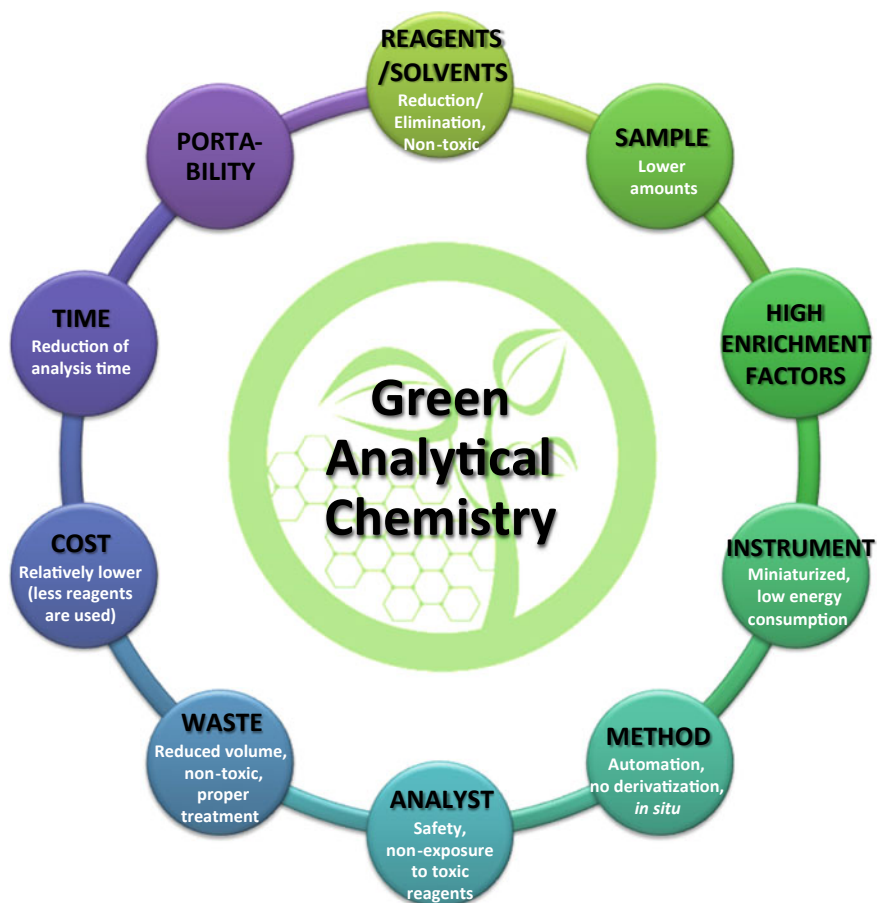 REAGENTS
/SOLVENTS
Reduction/
Elimination,
Non-toxic
SAMPLE
Lower
amounts
HIGH
ENRICHMENT
FACTORS
INSTRUMENT
Miniaturized,
low energy
consumption
METHOD
Automation,
no derivatization,
in situ
ANALYST
Safety,
non-exposure
to toxic
reagents
WASTE
Reduced volume,
non-toxic,
proper
treatment
COST
Relatively lower
(less reagents
are used)
TIME
Reduction of
analysis time
PORTA-
BILITY
Green
Analytical
Chemistry